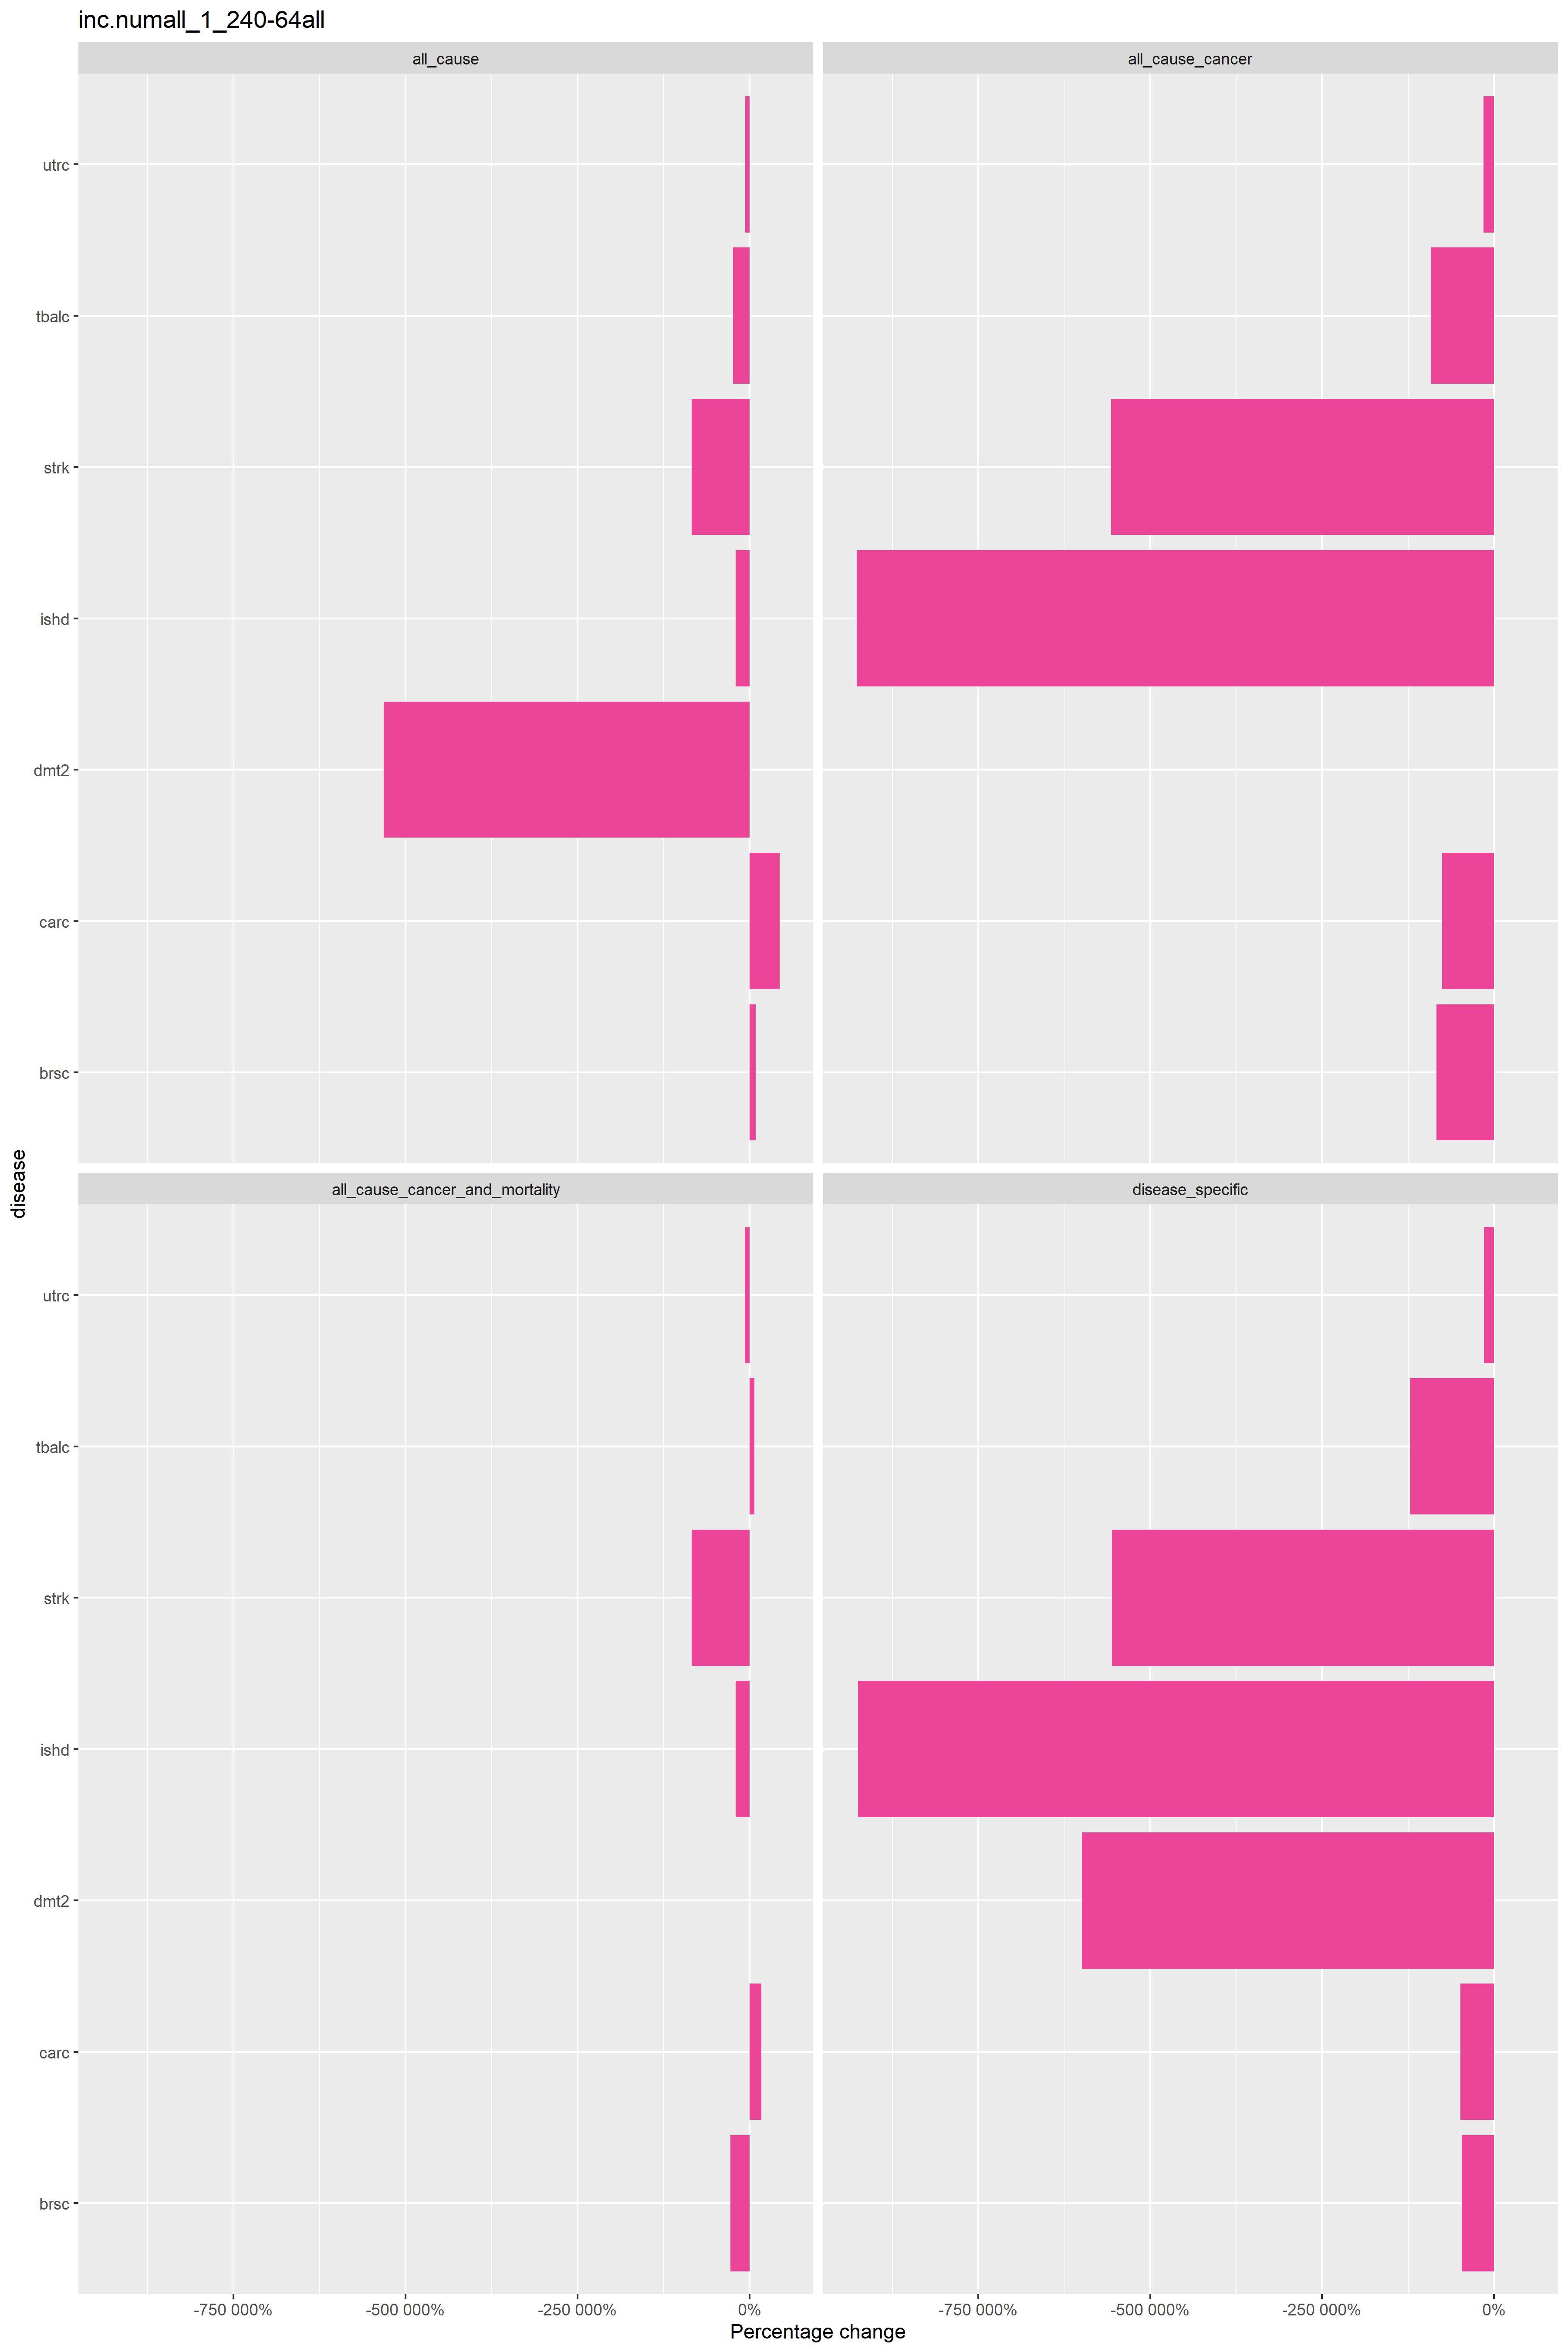 inc.numall_1_240-64all
all_cause
all_cause_cancer
utrc
tbalc
strk
ishd
dmt2
carc
brsc
disease
all_cause_cancer_and_mortality
disease_specific
utrc
tbalc
strk
ishd
dmt2
carc
brsc
-750 000%
-500 000%
-250 000%
0%
-750 000%
-500 000%
-250 000%
0%
Percentage change